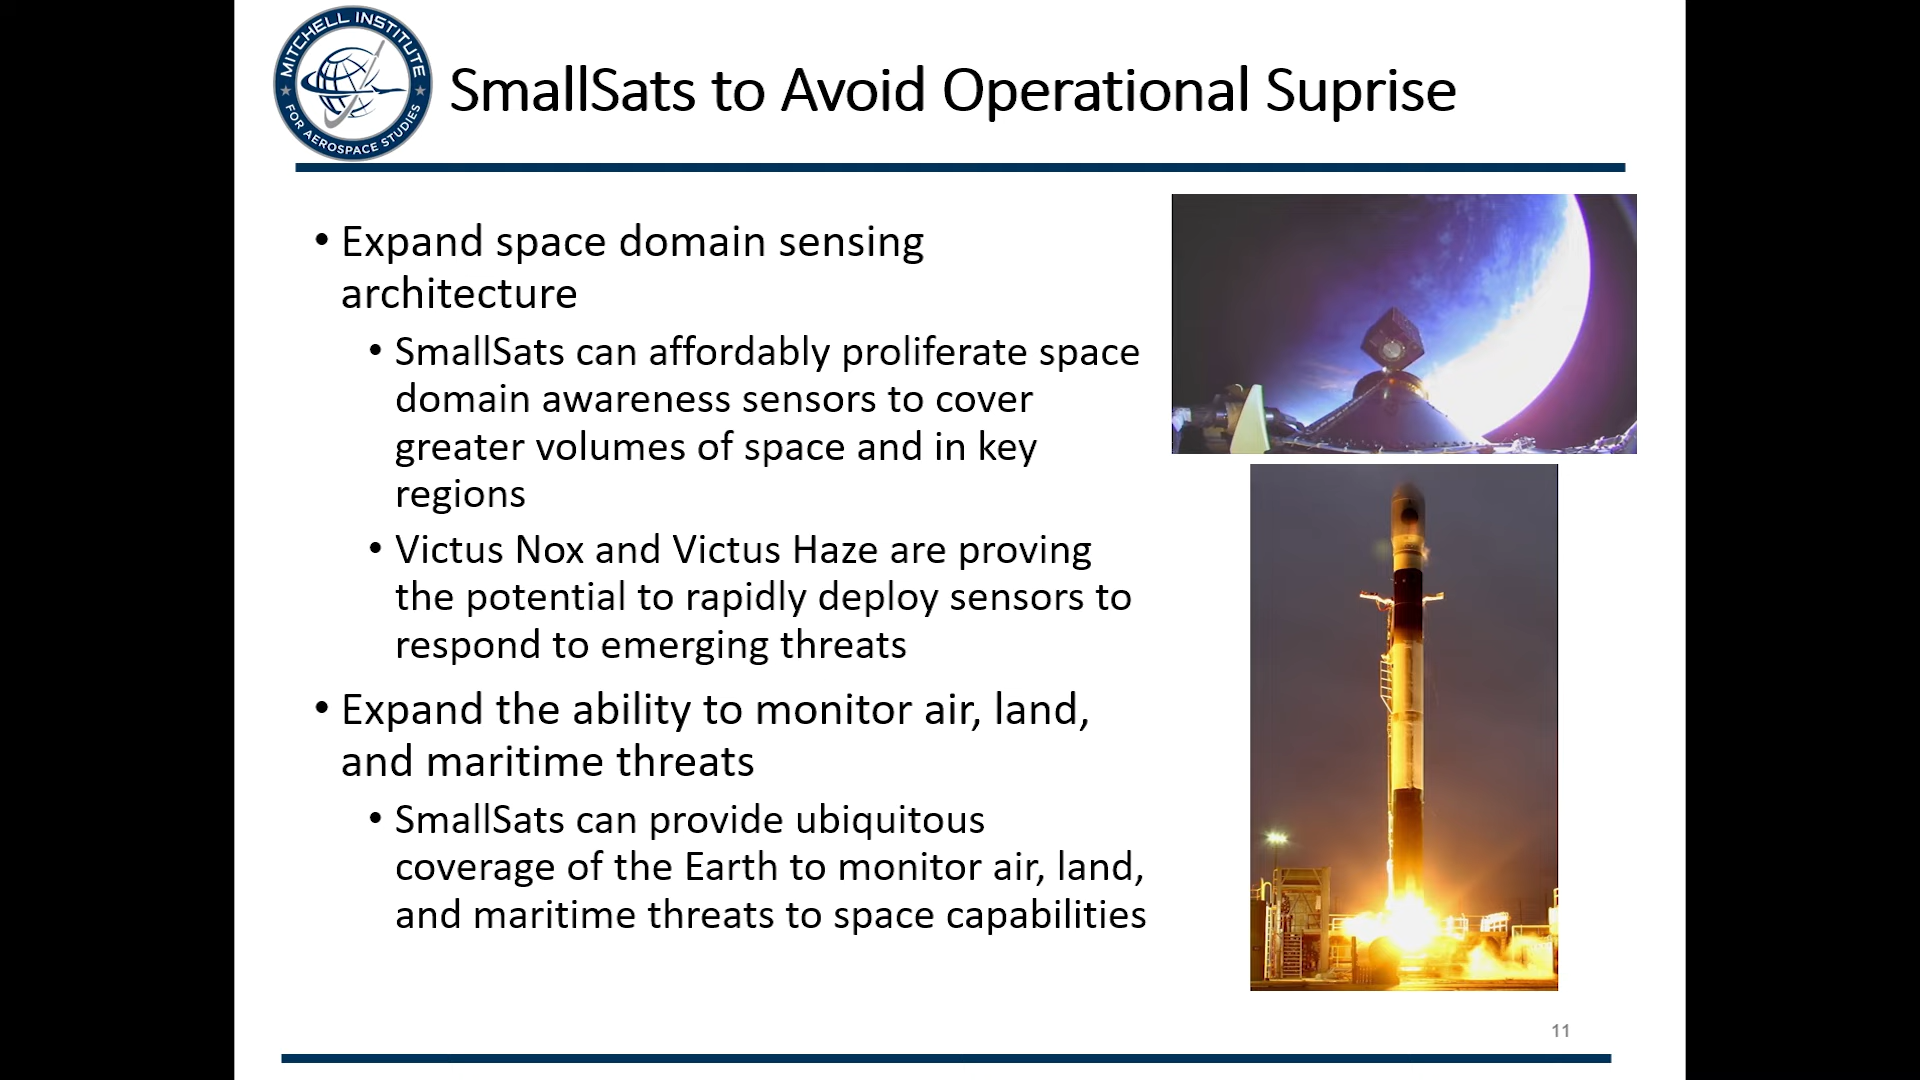 MITCHELL INSTITUTE
FOR AEROSPACE STUDIES
SmallSats to Avoid Operational Suprise
• Expand space domain sensing
architecture
• SmallSats can affordably proliferate space
domain awareness sensors to cover
greater volumes of space and in key
regions
• Victus Nox and Victus Haze are proving
the potential to rapidly deploy sensors to
respond to emerging threats
• Expand the ability to monitor air, land,
and maritime threats
• SmallSats can provide ubiquitous
coverage of the Earth to monitor air, land,
and maritime threats to space capabilities
11